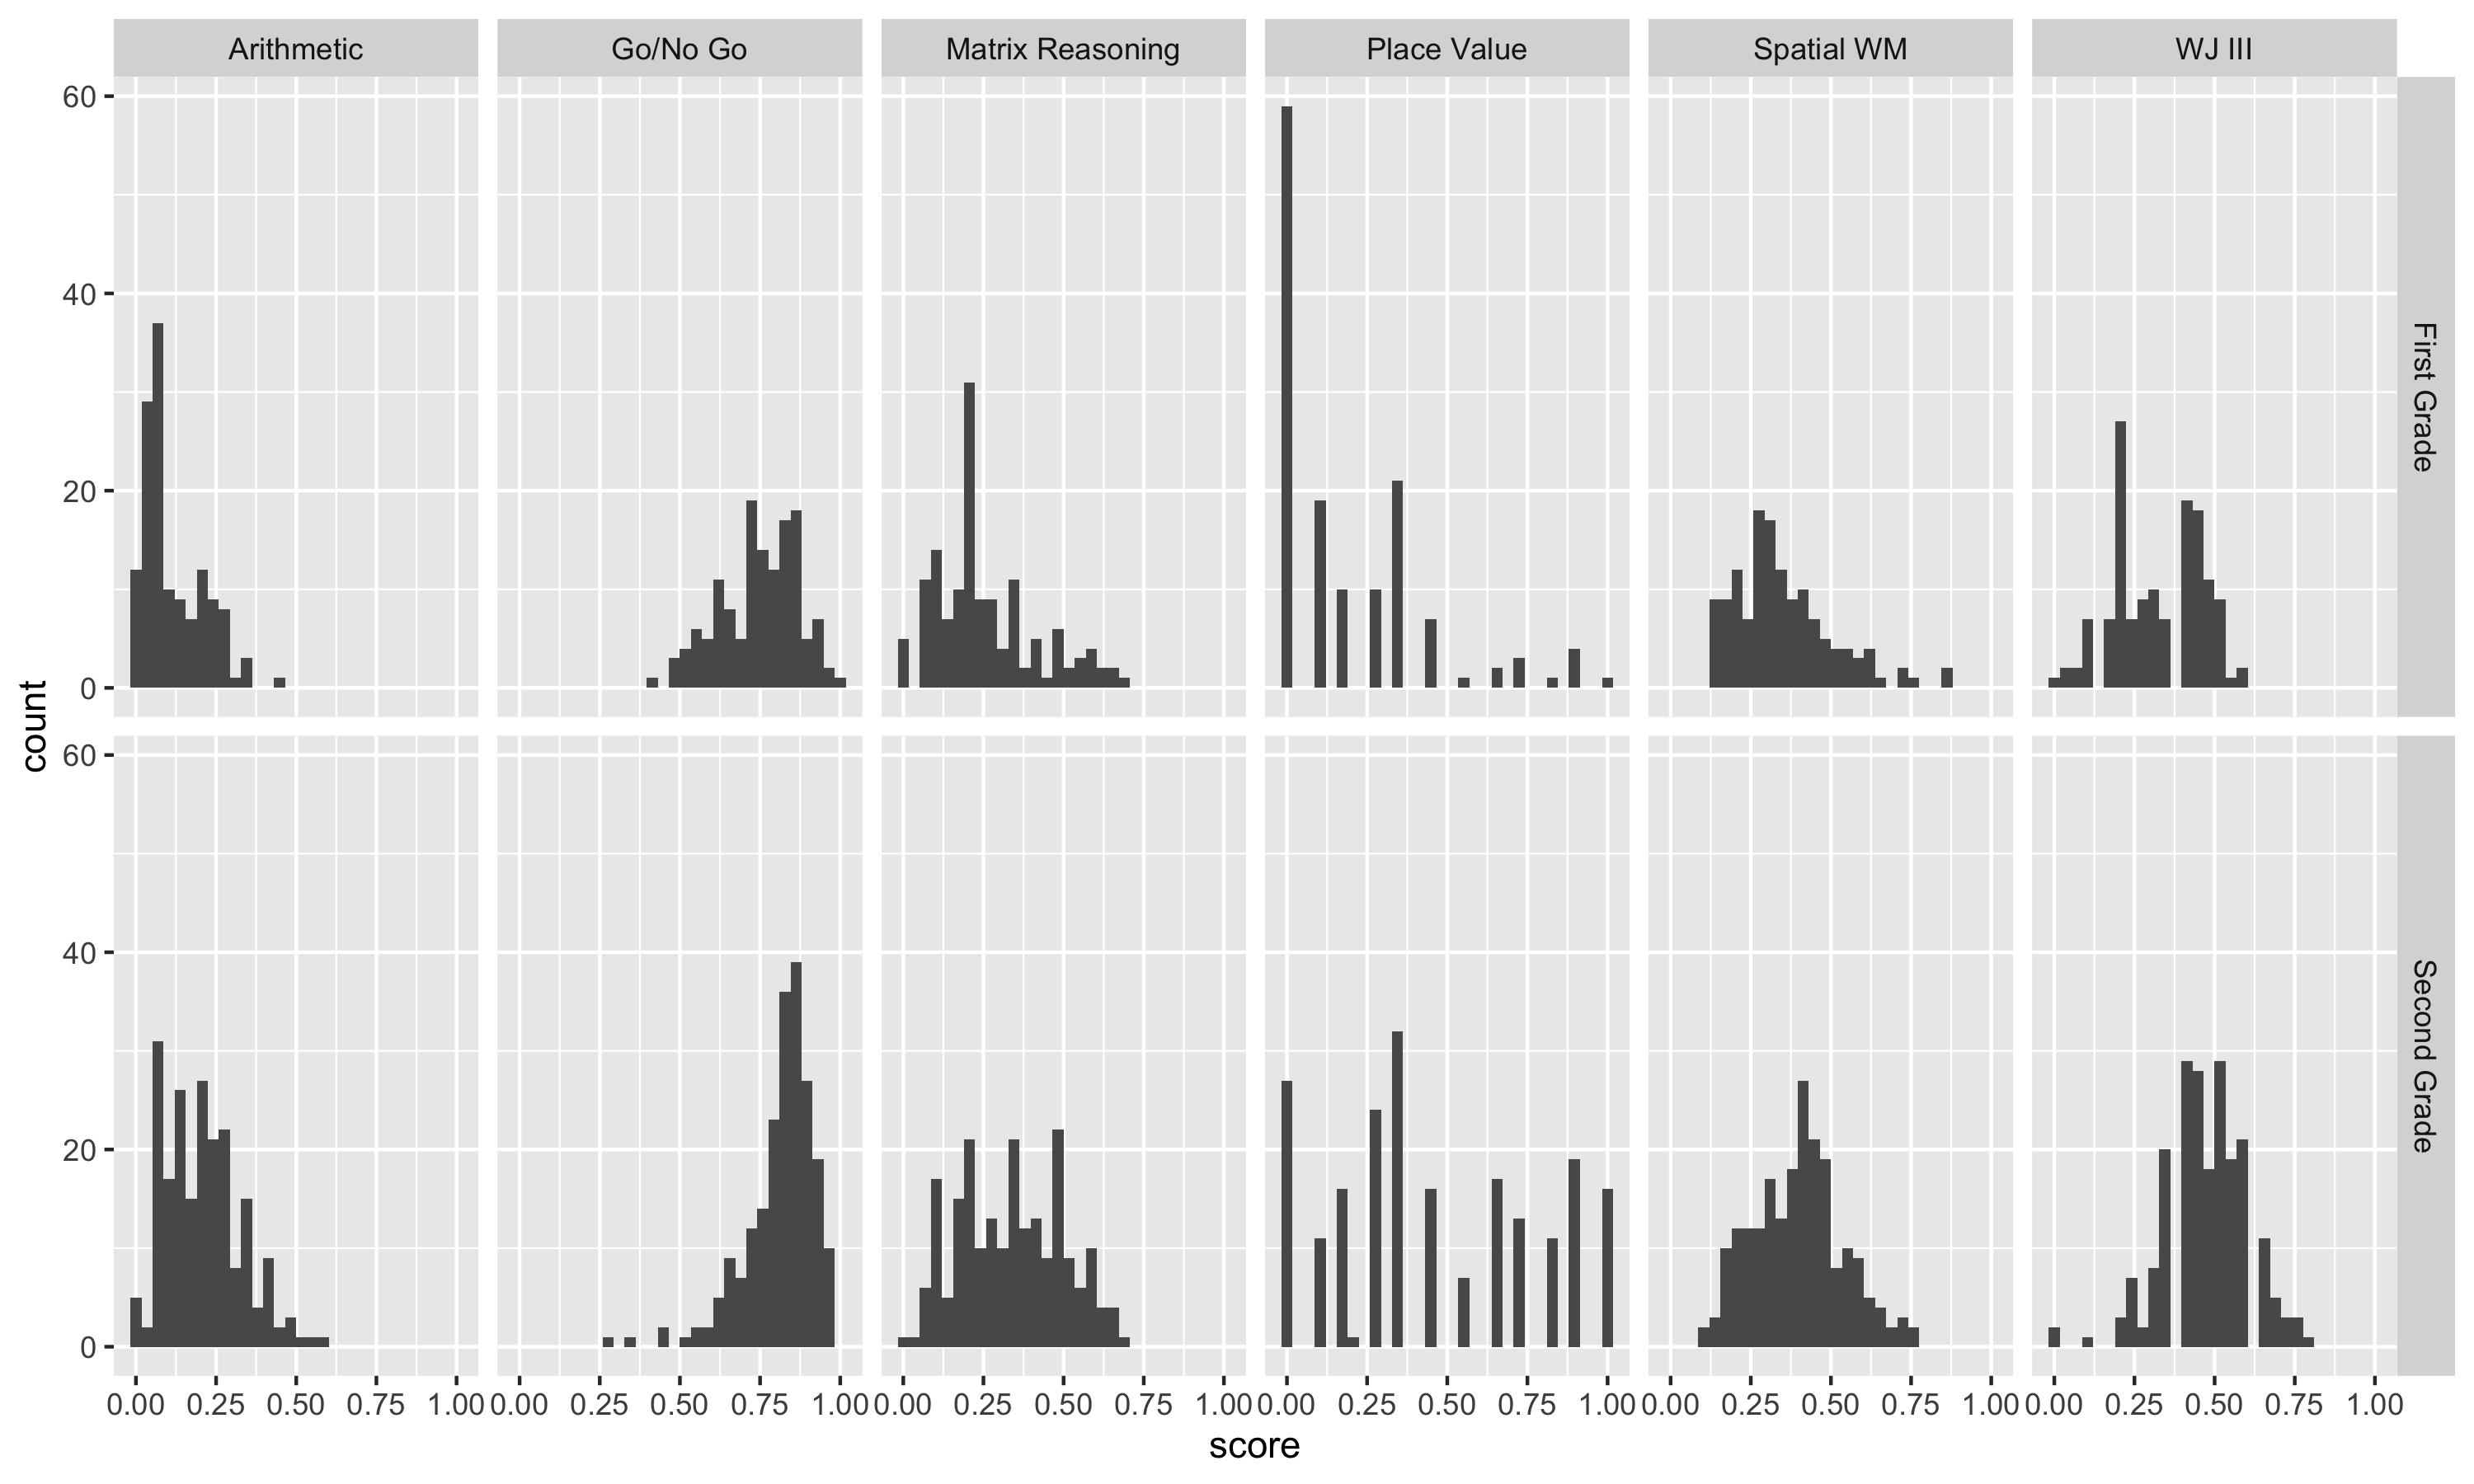 Arithmetic
Go/No Go
Matrix Reasoning
Place Value
Spatial WM
WJ III
60
40
20
0
First Grade
count
60
40
20
0
Second Grade
0.00 0.25 0.50 0.75 1.00
0.00 0.25 0.50 0.75 1.00
0.00 0.25 0.50 0.75 1.00
0.00 0.25 0.50 0.75 1.00
0.00 0.25 0.50 0.75 1.00
0.00 0.25 0.50 0.75 1.00
score